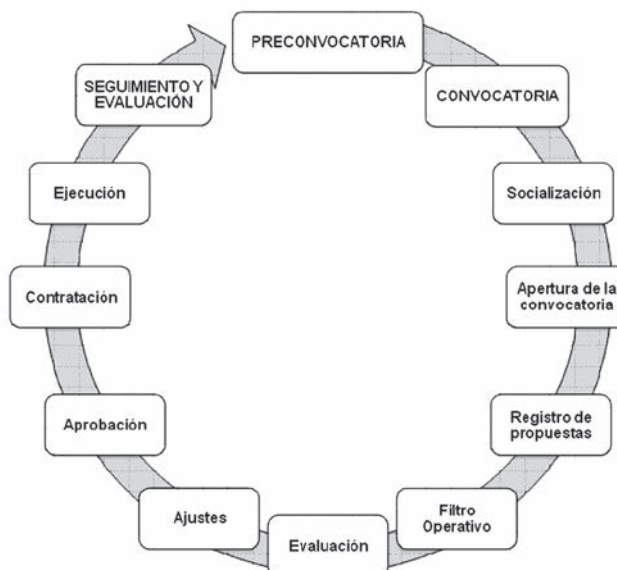 PRECONVOCATORIA
CONVOCATORIA
Socialización
Apertura de la
convocatoria
Registro de
propuestas
Filtro
Operativo
Evaluación
Ajustes
Aprobación
Contratación
Ejecución
SEGUIMIENTO Y
EVALUACIÓN